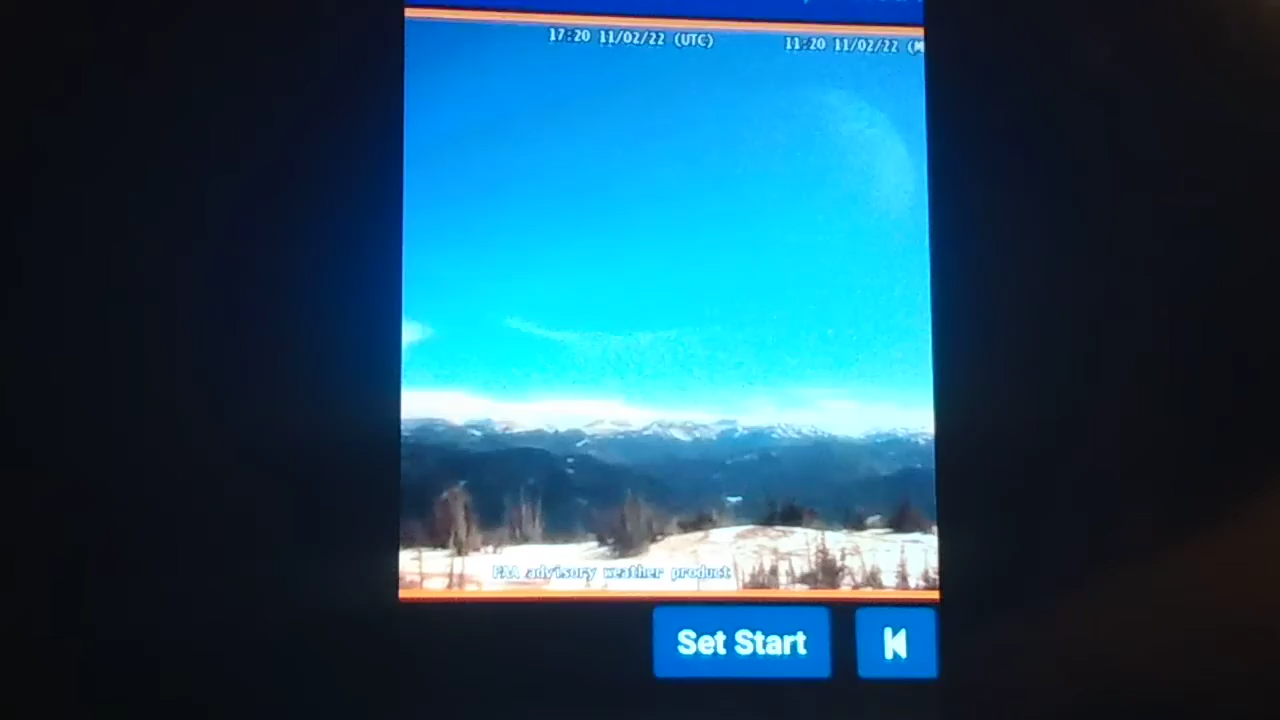 17:20 11/02/22 (UTC)
11:20 11/02/22 (M
FAA advisory weather product
Set Start